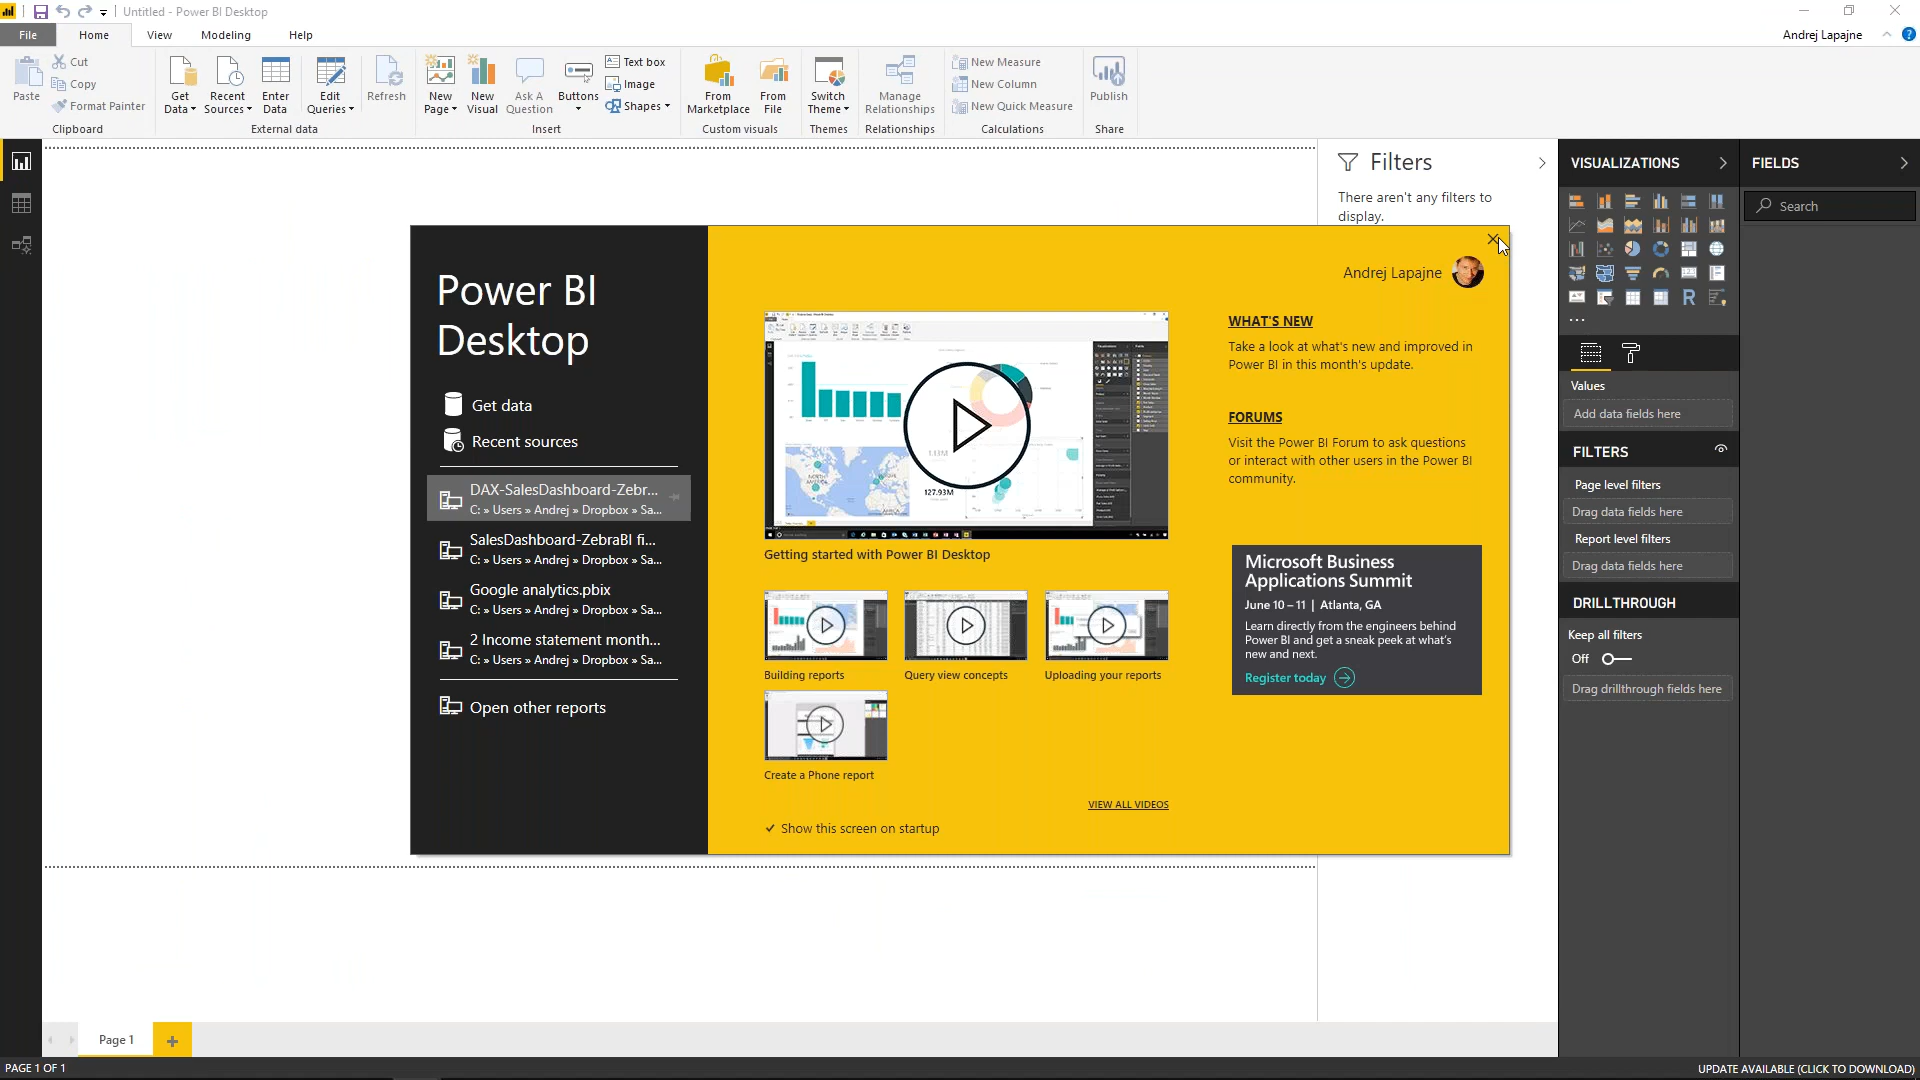 Untitled - Power BI Desktop
File
Home
View
Modeling
Help
Andrej Lapajne
Paste
Cut
Copy
Format Painter
Clipboard
Get Data
Recent Sources
Enter Data
Edit Queries
Refresh
External data
New Page
New Visual
Ask A Question
Buttons
Text box
Image
Shapes
Insert
From Marketplace
From File
Custom visuals
Switch Theme
Themes
Manage Relationships
Relationships
New Measure
New Column
New Quick Measure
Calculations
Publish
Share
Filters
There aren't any filters to
display.
VISUALIZATIONS
FIELDS
Search
R
Values
Add data fields here
FILTERS
Page level filters
Drag data fields here
Report level filters
Drag data fields here
DRILLTHROUGH
Keep all filters
Off
Drag drillthrough fields here
Power BI
Desktop
Get data
Recent sources
DAX-SalesDashboard-Zebr...
C: » Users » Andrej » Dropbox » Sa...
SalesDashboard-ZebraBI fi...
C: » Users » Andrej » Dropbox » Sa...
Google analytics.pbix
C: » Users » Andrej » Dropbox » Sa...
2 Income statement month...
C: » Users » Andrej » Dropbox » Sa...
Open other reports
Andrej Lapajne
127.93M
Getting started with Power BI Desktop
Building reports
Query view concepts
Uploading your reports
Create a Phone report
VIEW ALL VIDEOS
Show this screen on startup
WHAT'S NEW
Take a look at what's new and improved in
Power BI in this month's update.
FORUMS
Visit the Power BI Forum to ask questions
or interact with other users in the Power BI
community.
Microsoft Business
Applications Summit
June 10 – 11 | Atlanta, GA
Learn directly from the engineers behind
Power BI and get a sneak peek at what's
new and next.
Register today
Page 1
PAGE 1 OF 1
UPDATE AVAILABLE (CLICK TO DOWNLOAD)